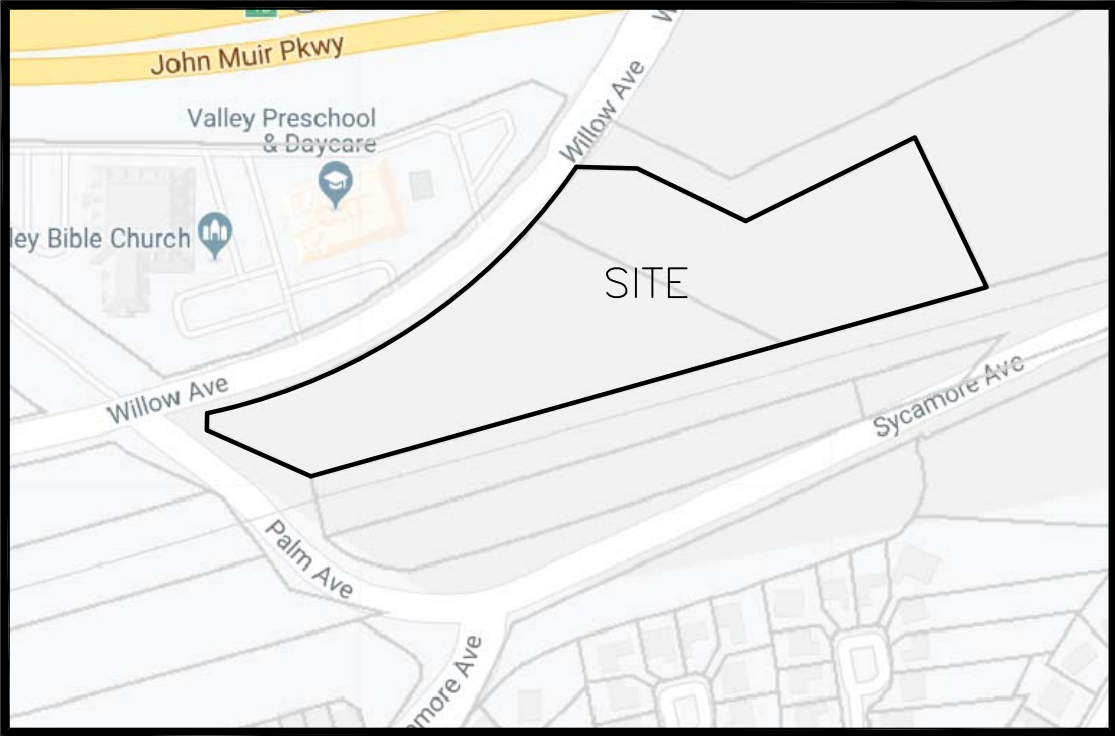 John Muir Pkwy
Valley Preschool
& Daycare
Willow Ave
ley Bible Church
SITE
Willow Ave
Sycamore Ave
Palm Ave
amore Ave